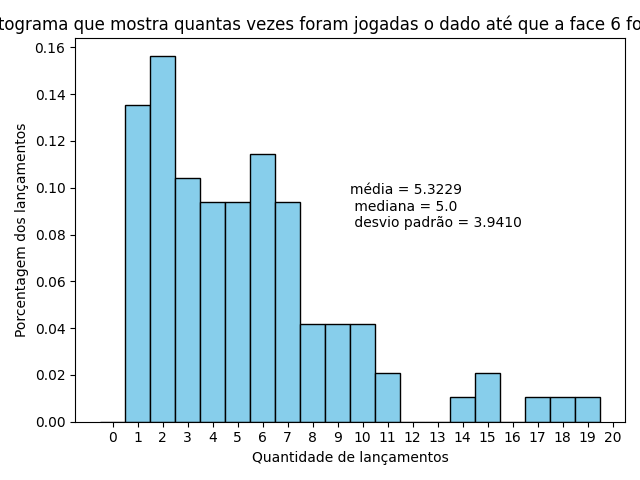 tograma que mostra quantas vezes foram jogadas o dado até que a face 6 fo
0.16
0.14
0.12
0.10
0.08
0.06
0.04
0.02
0.00
Porcentagem dos lançamentos
média = 5.3229
mediana = 5.0
desvio padrão = 3.9410
0 1 2 3 4 5 6 7 8 9 10 11 12 13 14 15 16 17 18 19 20
Quantidade de lançamentos